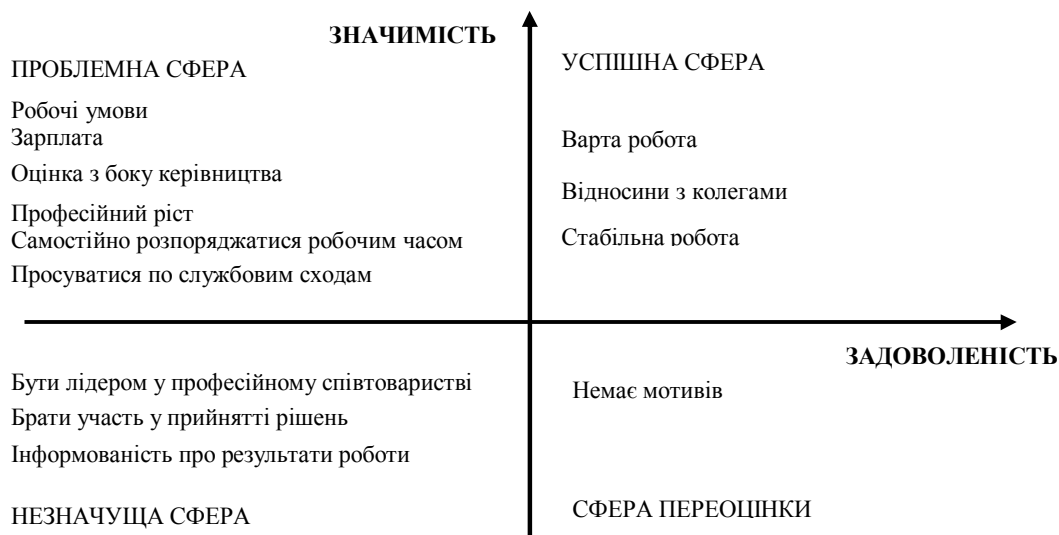 ЗНАЧИМІСТЬ
ПРОБЛЕМНА СФЕРА
Робочі умови
Зарплата
Оцінка з боку керівництва
Професійний ріст
Самостійно розпоряджатися робочим часом
Просуватися по службовим сходам
УСПІШНА СФЕРА
Варта робота
Відносини з колегами
Стабільна робота
ЗАДОВОЛЕНІСТЬ
Бути лідером у професійному співтоваристві
Брати участь у прийнятті рішень
Інформованість про результати роботи
НЕЗНАЧУЩА СФЕРА
Немає мотивів
СФЕРА ПЕРЕОЦІНКИ